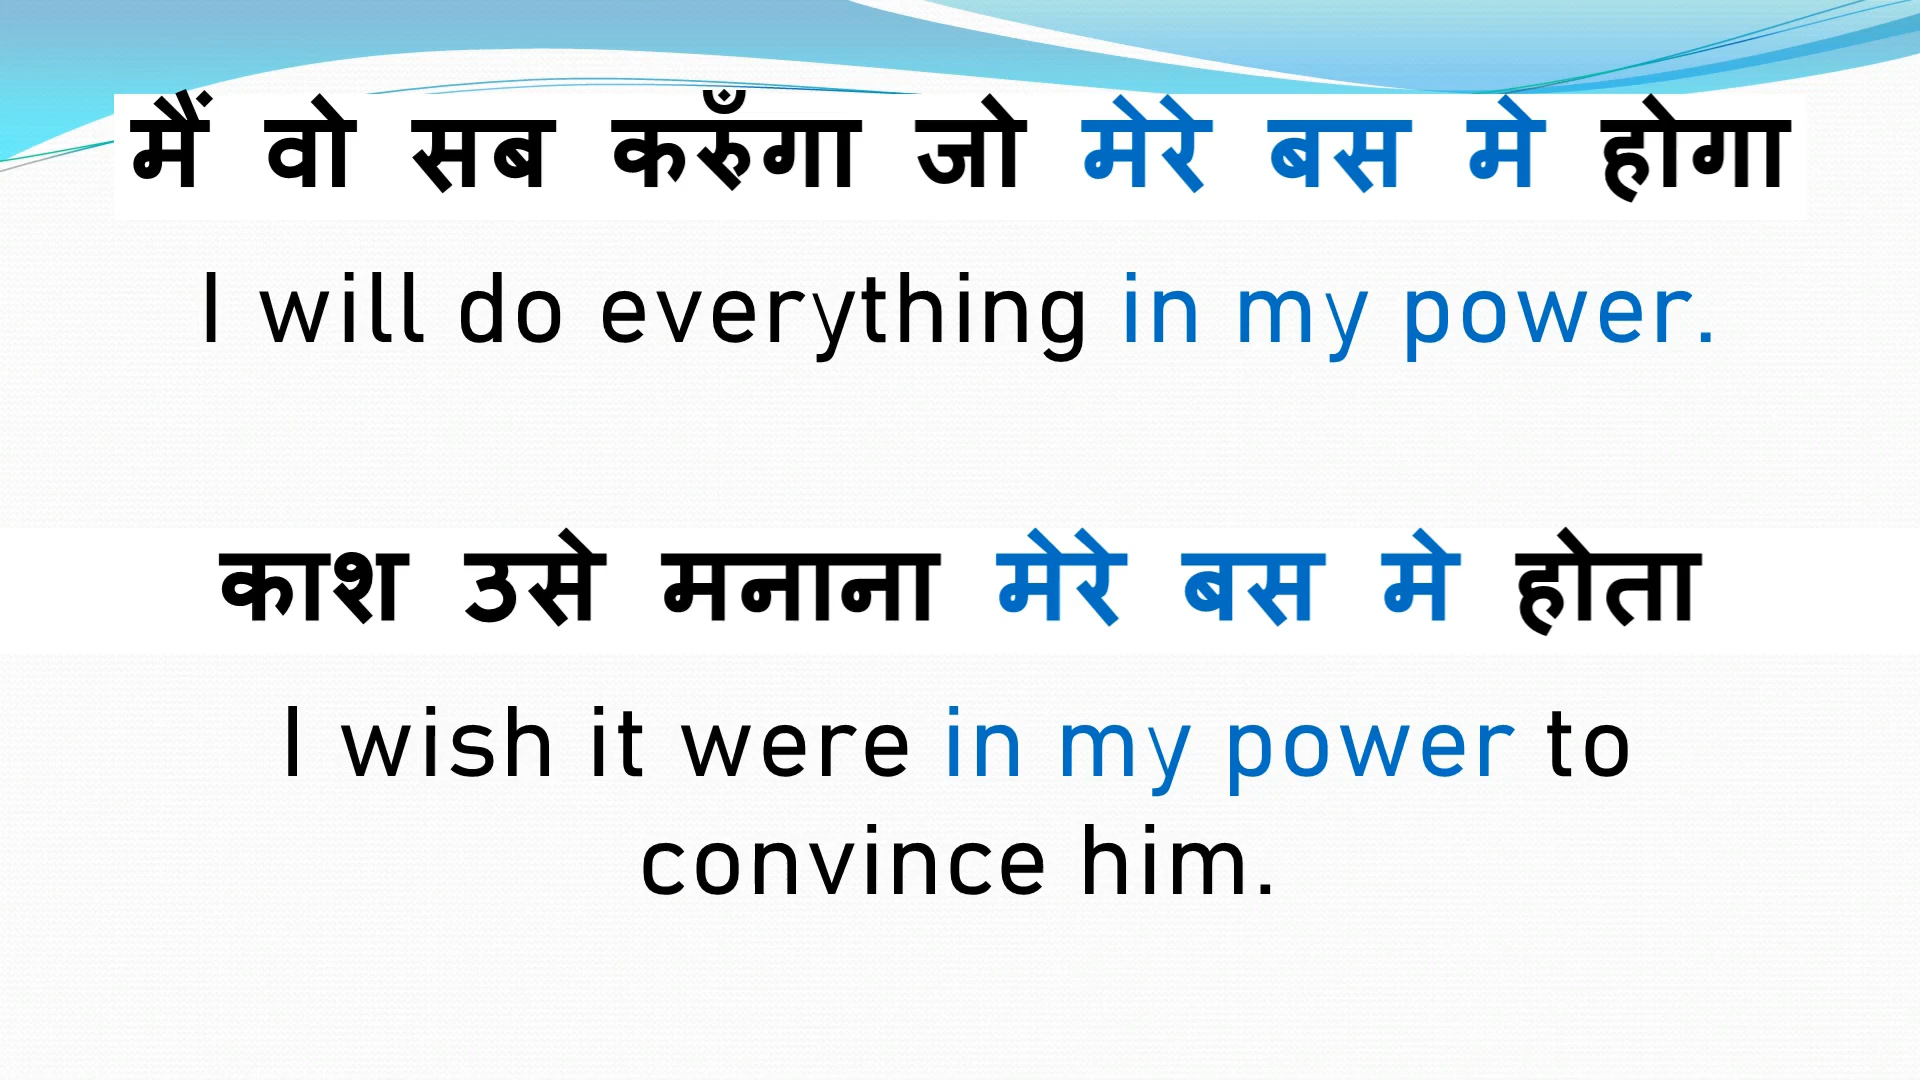 मैं वो सब करुँगा जो मेरे बस मे होगा
I will do everything in my power.
काश उसे मनाना मेरे बस मे होता
I wish it were in my power to
convince him.